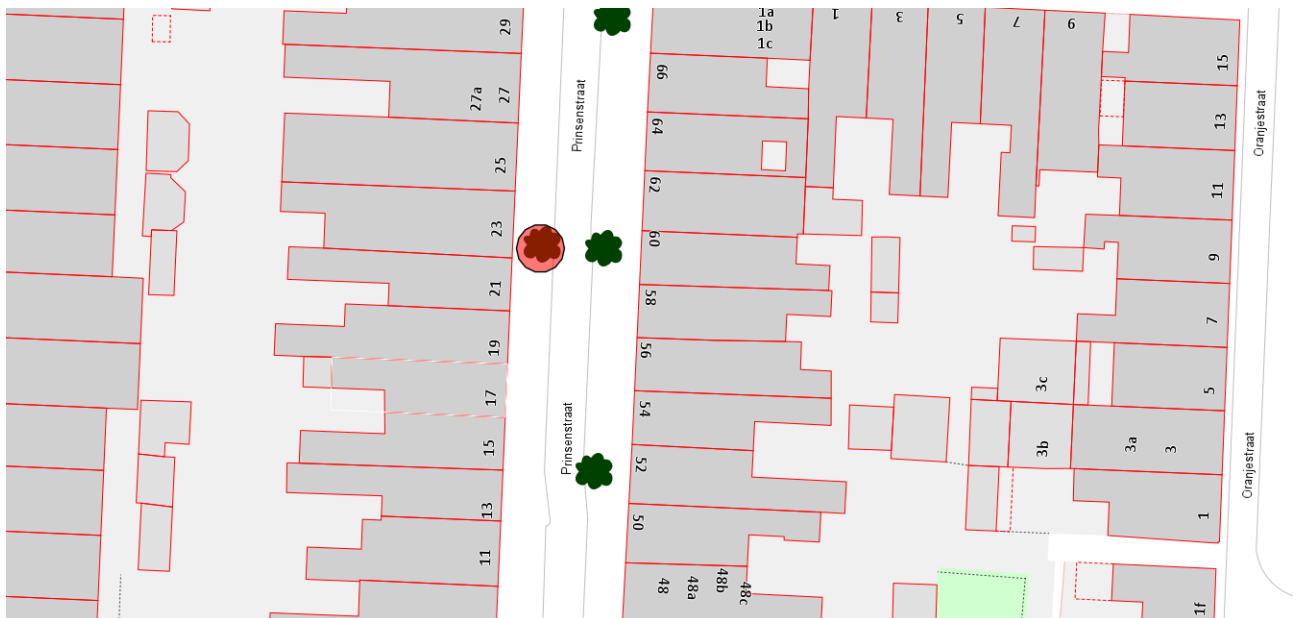 29
27a
27
25
23
21
19
17
15
13
11
Prinsenstraat
Prinsenstraat
1a
1b
1c
66
64
62
60
58
56
54
52
50
48
48a
48b
48c
1
3
5
7
9
15
13
11
9
7
5
3c
3b
3a
3
1
1f
Oranjestraat
Oranjestraat